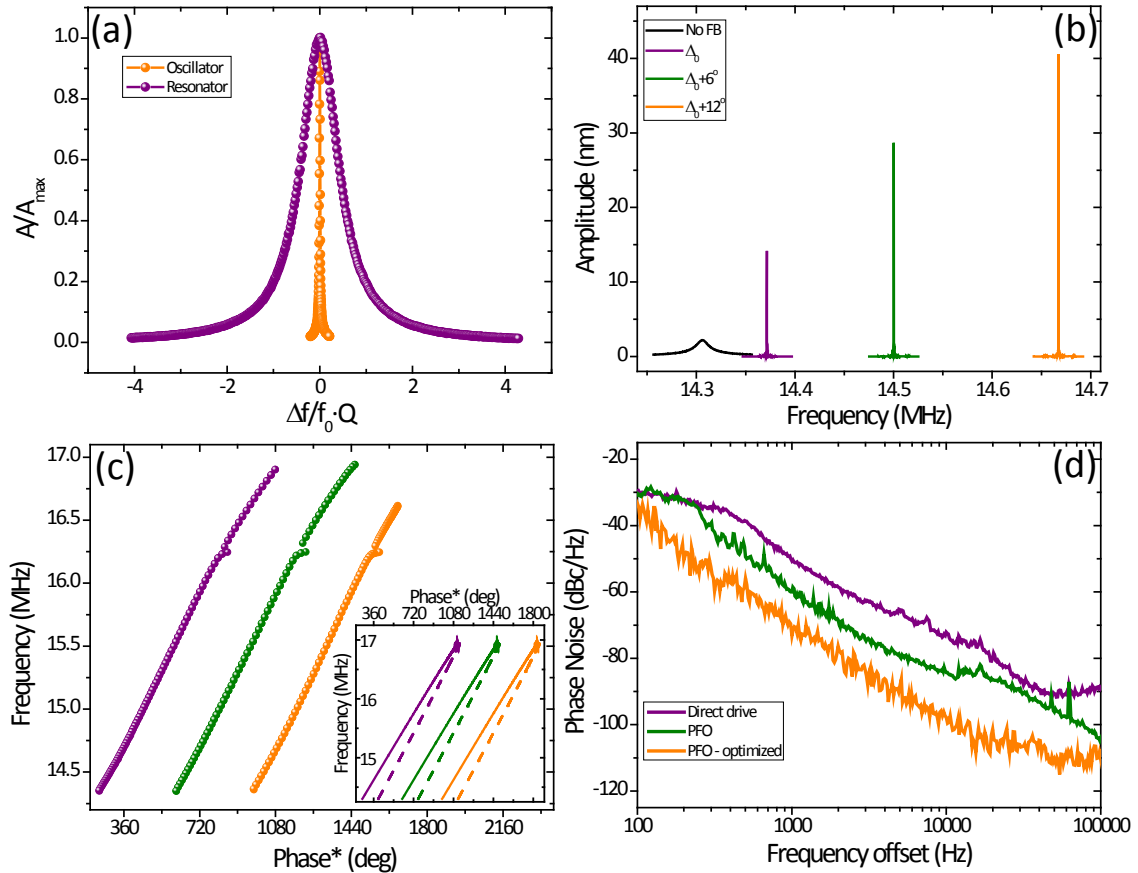 (a)
Oscillator
Resonator
1.0
0.8
0.6
0.4
0.2
0.0
A/Amax
-4
-2
0
2
4
Δf/f0·Q
(b)
No FB
Δ0
Δ0+6°
Δ0+12°
40
30
20
10
0
Amplitude (nm)
14.3
14.4
14.5
14.6
14.7
Frequency (MHz)
(c)
17.0
16.5
16.0
15.5
15.0
14.5
Frequency (MHz)
360
720
1080
1440
1800
2160
Phase* (deg)
Phase* (deg)
360 720 1080 1440 1800
17
16
15
Frequency (MHz)
(d)
-20
-40
-60
-80
-100
-120
Phase Noise (dBc/Hz)
Direct drive
PFO
PFO - optimized
100
1000
10000
100000
Frequency offset (Hz)